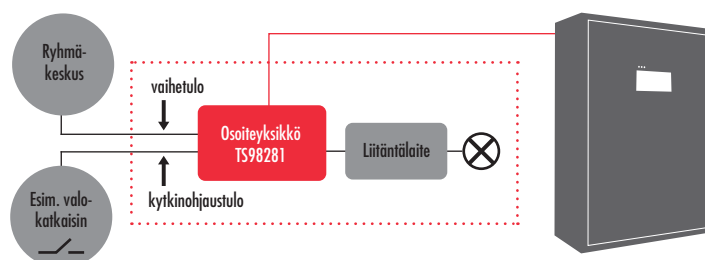 Ryhmä-
keskus
vaihetulo
Osoiteyksikkö
TS98281
Liitäntälaite
Esim. valo-
katkaisin
kytkinohjaustulo